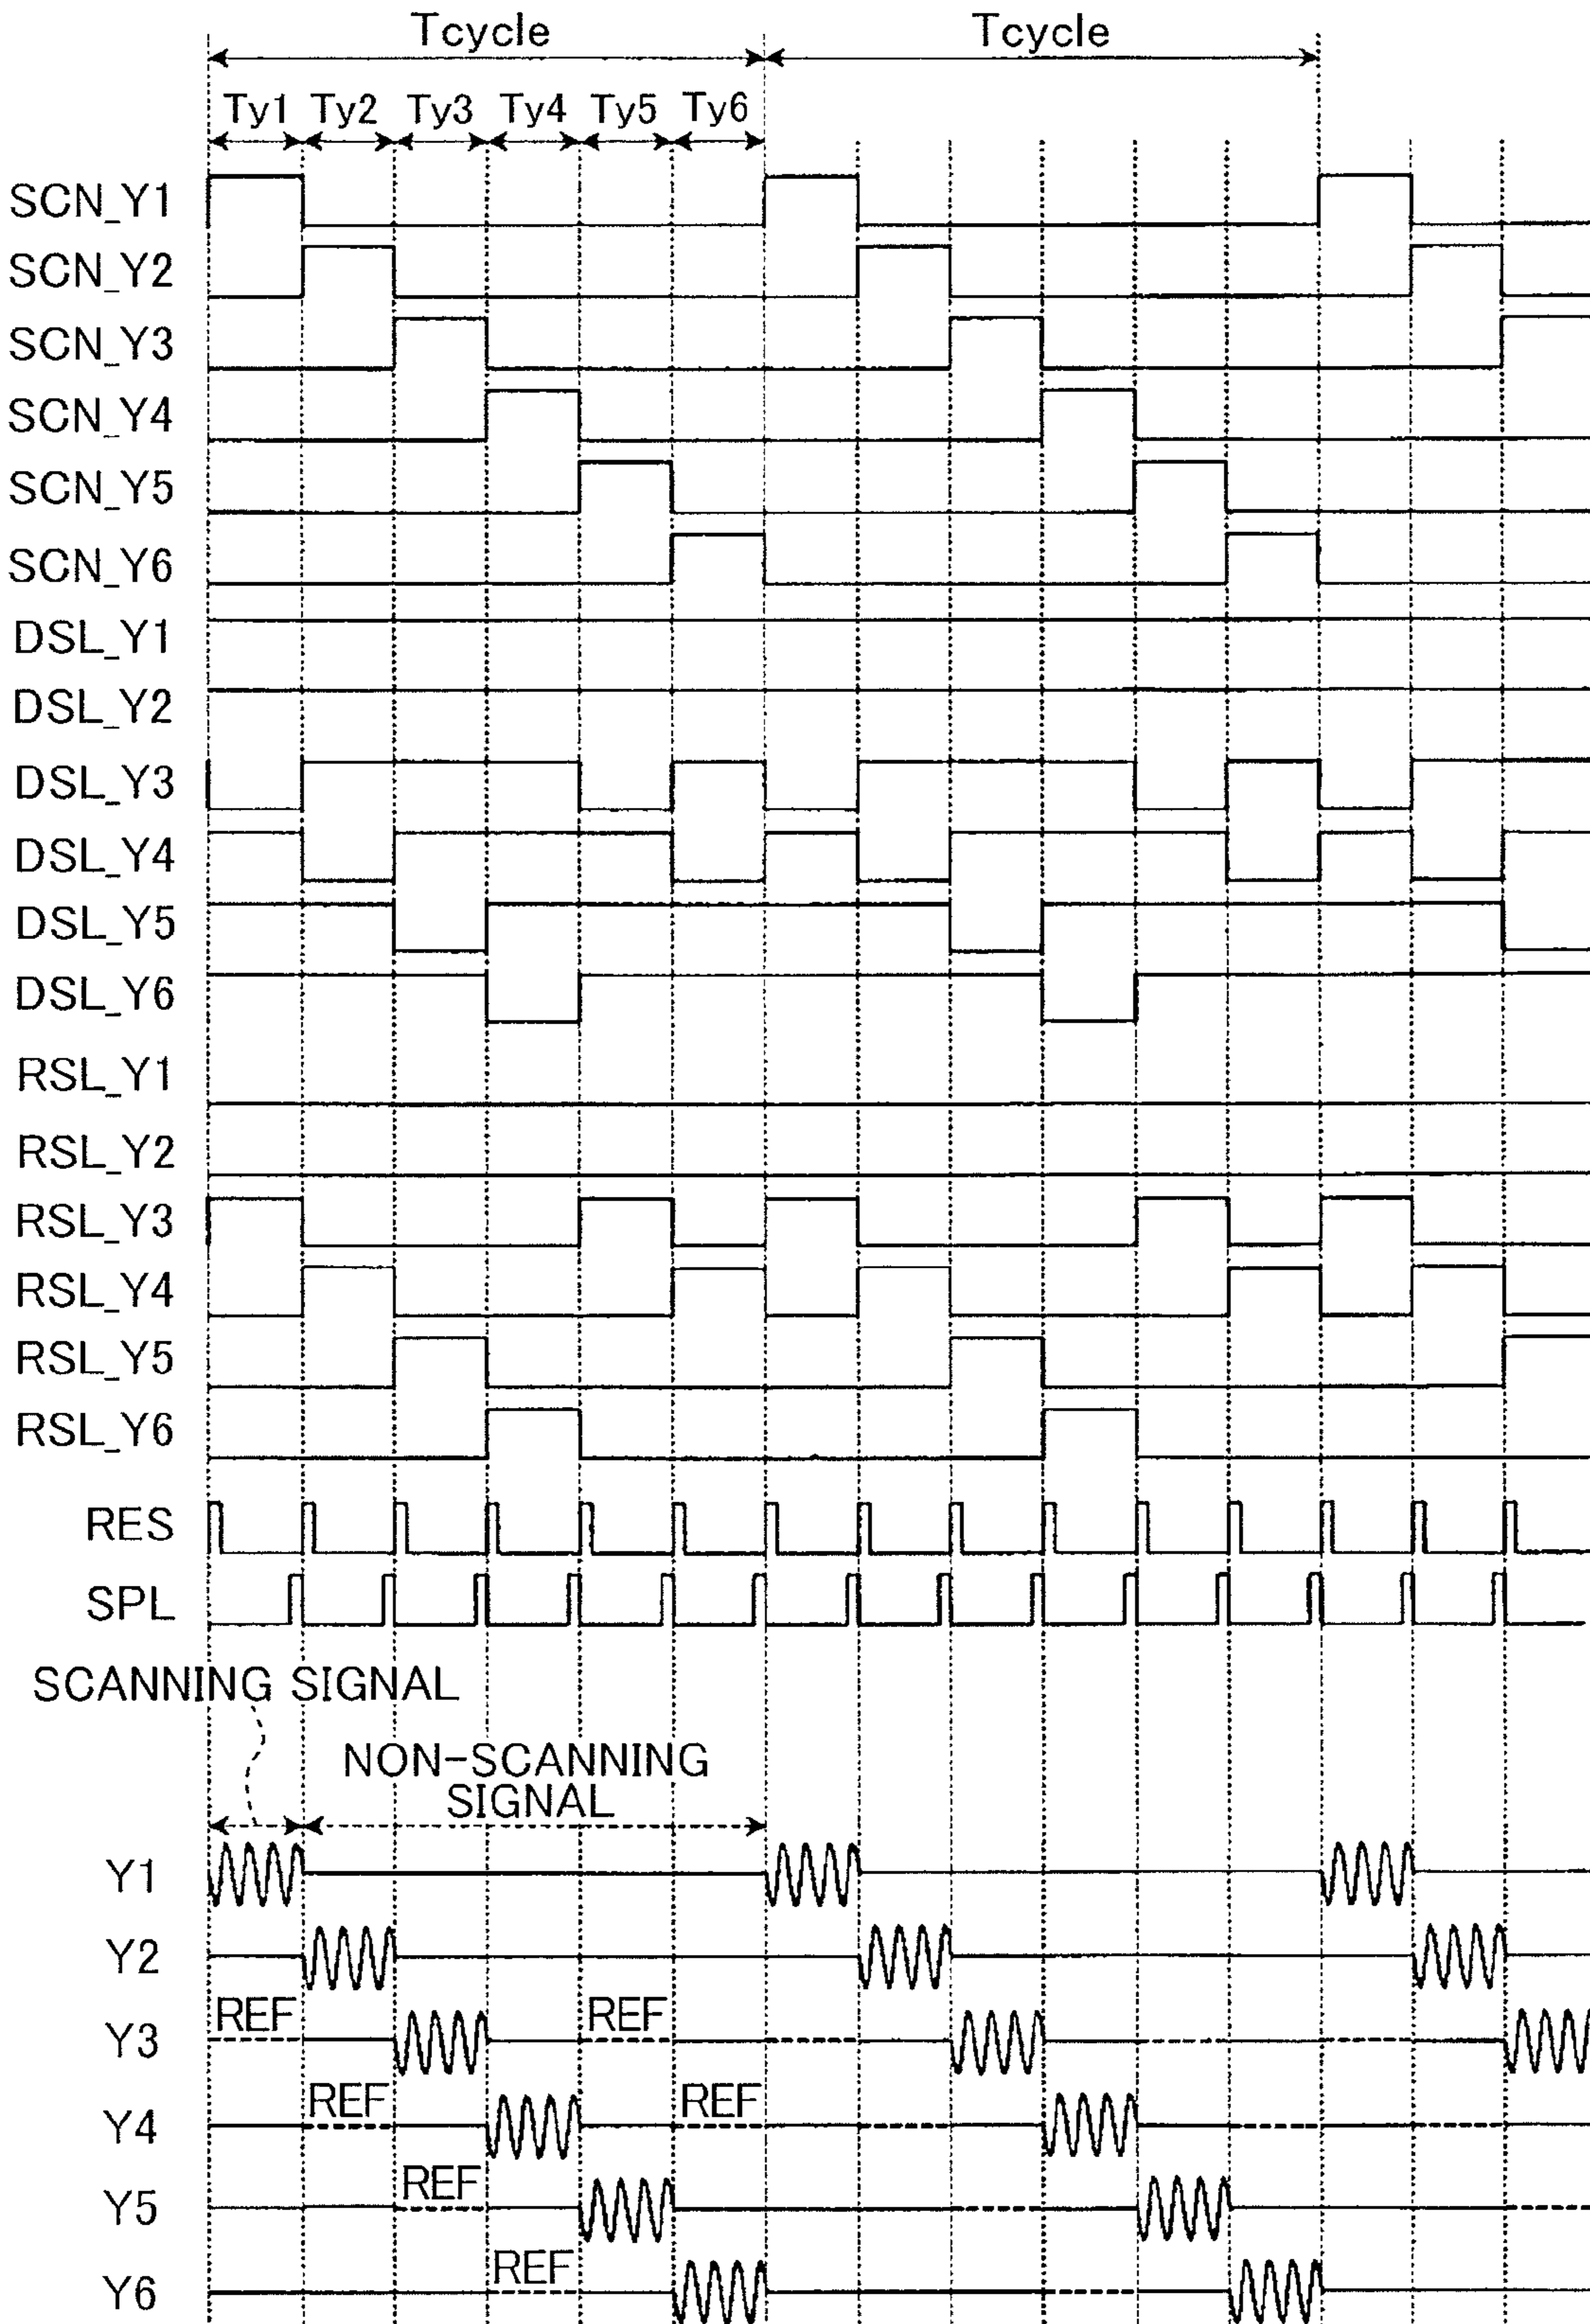 Tcycle Tcycle
Ty1 Ty2 Ty3 Ty4 Ty5 Ty6
SCN_Y1
SCN_Y2
SCN_Y3
SCN_Y4
SCN_Y5
SCN_Y6
DSL_Y1
DSL_Y2
DSL_Y3
DSL_Y4
DSL_Y5
DSL_Y6
RSL_Y1
RSL_Y2
RSL_Y3
RSL_Y4
RSL_Y5
RSL_Y6
RES
SPL
SCANNING SIGNAL
NON-SCANNING
SIGNAL
Y1
Y2
Y3 REF REF
Y4 REF REF
Y5 REF
Y6 REF